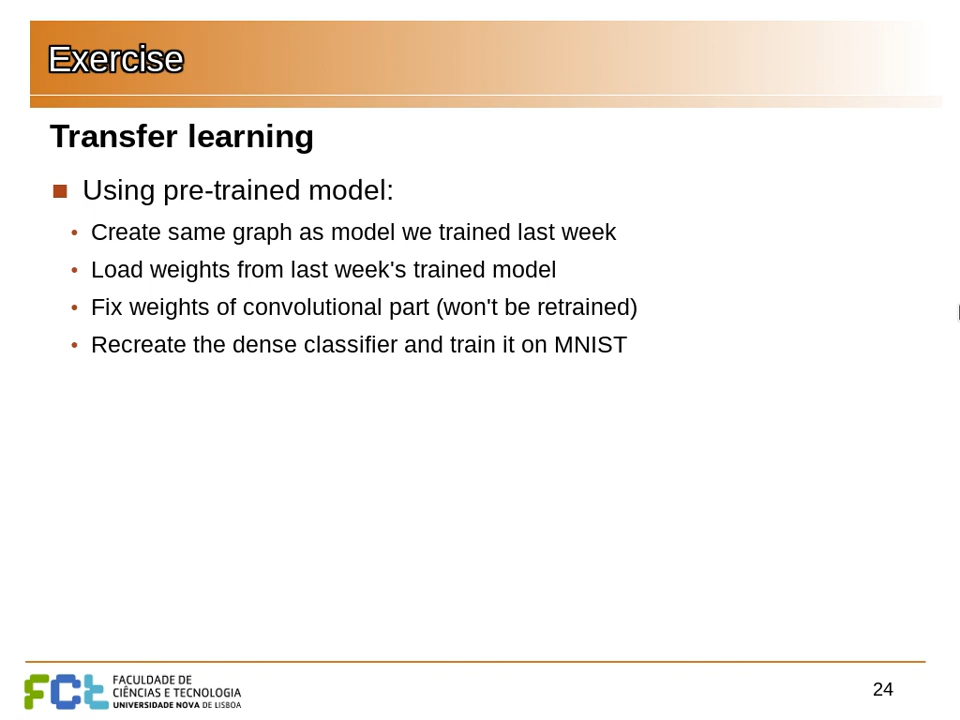 Exercise
Transfer learning
Using pre-trained model:
• Create same graph as model we trained last week
• Load weights from last week's trained model
• Fix weights of convolutional part (won't be retrained)
• Recreate the dense classifier and train it on MNIST
FCt
FACULDADE DE
CIÊNCIAS E TECNOLOGIA
UNIVERSIDADE NOVA DE LISBOA
24